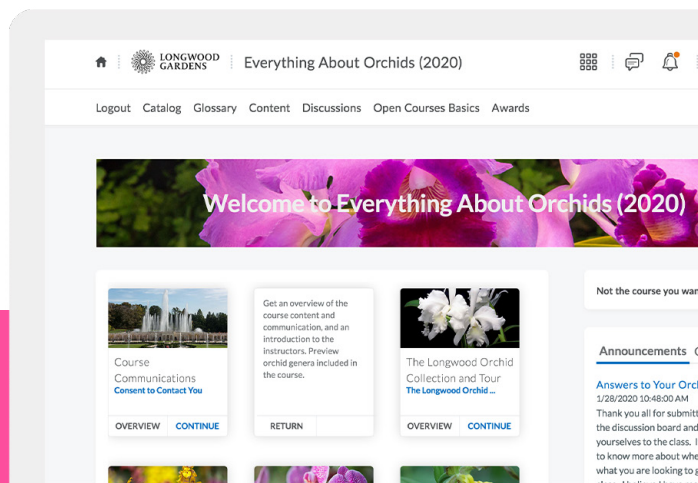 LONGWOOD
GARDENS
Everything About Orchids (2020)
Logout Catalog Glossary Content Discussions Open Courses Basics Awards
Welcome to Everything About Orchids (2020)
Course
Communications
Consent to Contact You
OVERVIEW CONTINUE
Get an overview of the
course content and
communication, and an
introduction to the
instructors. Preview
orchid genera included in
the course.
RETURN
The Longwood Orchid
Collection and Tour
The Longwood Orchid ...
OVERVIEW CONTINUE
Not the course you wan
Announcements
Answers to Your Orc
1/28/2020 10:48:00 AM
Thank you all for submitt
the discussion board and
yourselves to the class. I
to know more about whe
what you are looking to g